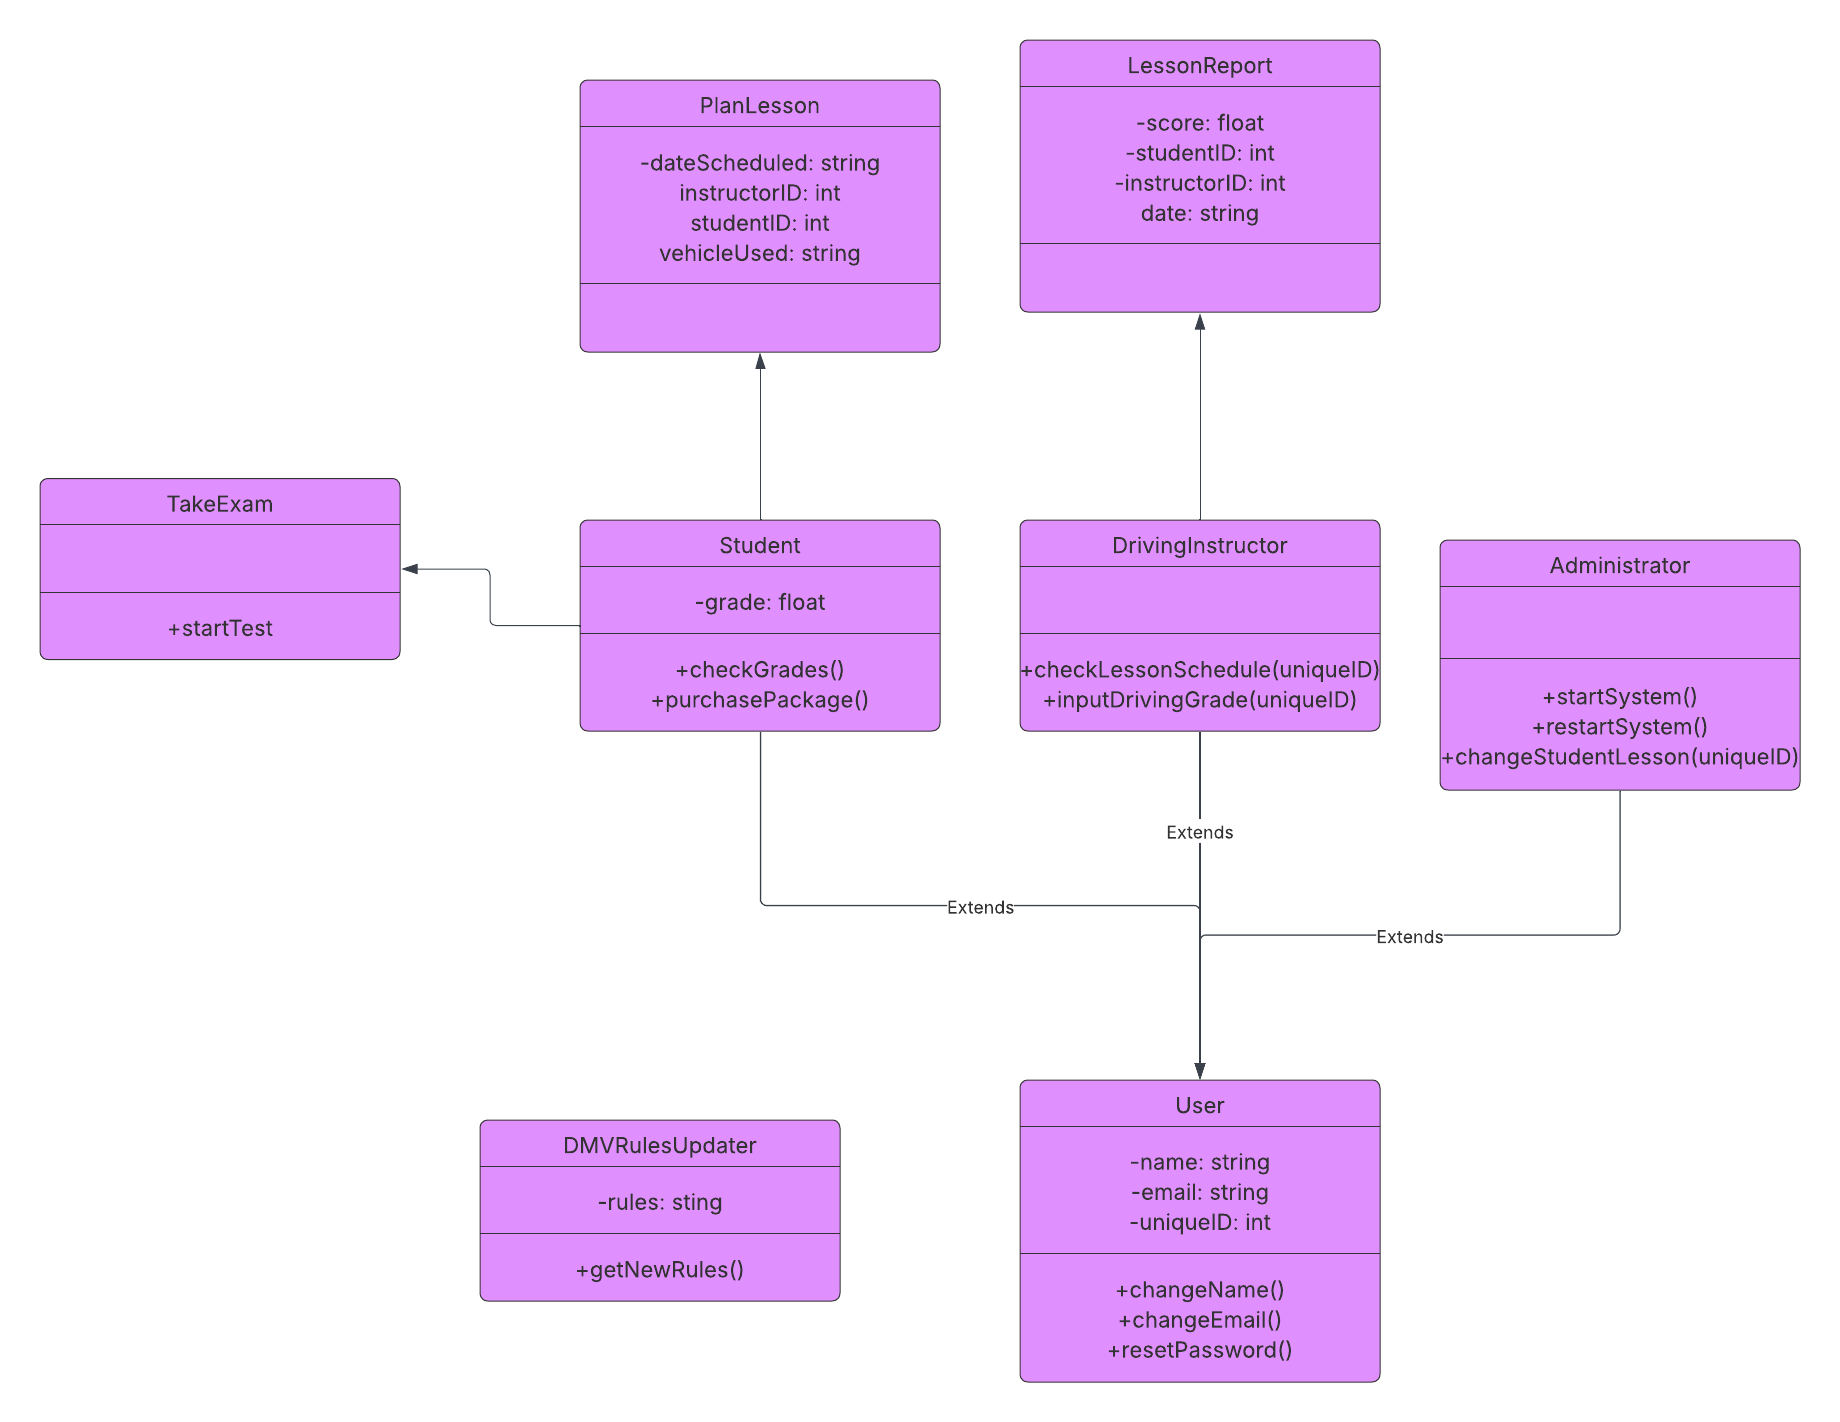 LessonReport
-score: float
-studentID: int
-instructorID: int
date: string
PlanLesson
-dateScheduled: string
instructorID: int
studentID: int
vehicleUsed: string
TakeExam
+startTest
Student
-grade: float
+checkGrades()
+purchasePackage()
DrivingInstructor
+checkLessonSchedule(uniqueID)
+inputDrivingGrade(uniqueID)
Administrator
+startSystem()
+restartSystem()
+changeStudentLesson(uniqueID)
Extends
Extends
Extends
DMVRulesUpdater
-rules: sting
+getNewRules()
User
-name: string
-email: string
-uniqueID: int
+changeName()
+changeEmail()
+resetPassword()